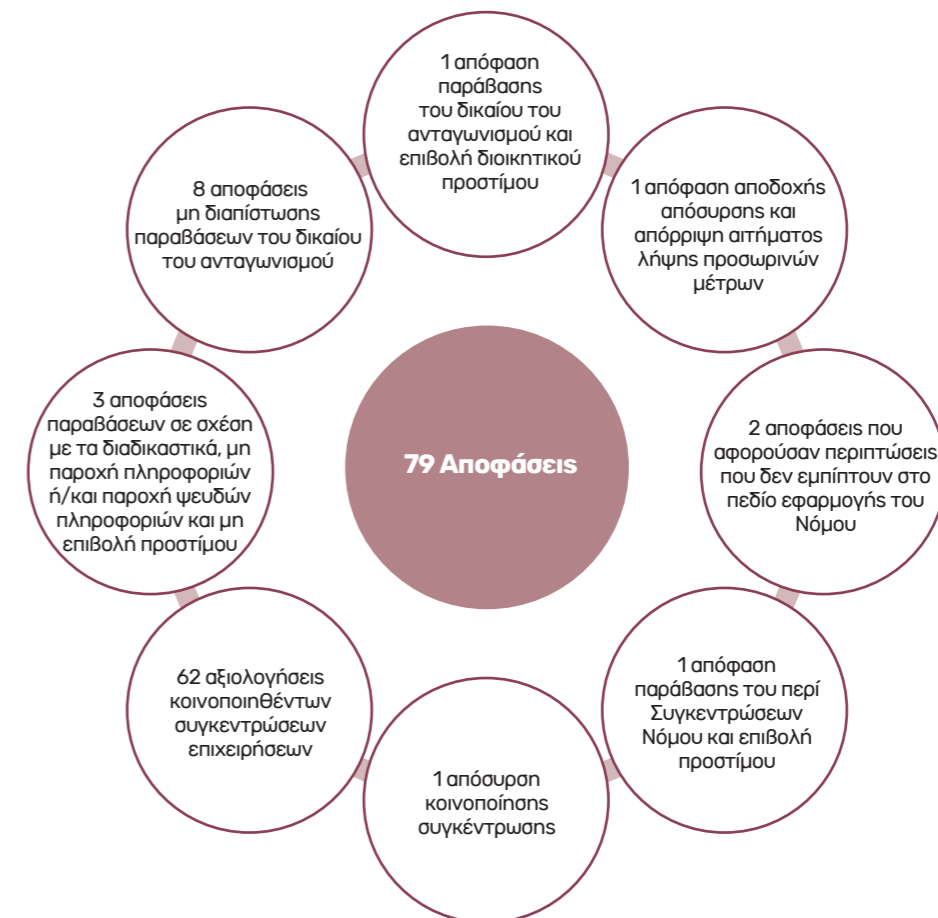 1 απόφαση
παράβασης
του δικαίου του
ανταγωνισμού και
επιβολή διοικητικού
προστίμου
1 απόφαση αποδοχής
απόσυρσης και
απόρριψη αιτήματος
λήψης προσωρινών
μέτρων
2 αποφάσεις που
αφορούσαν περιπτώσεις
που δεν εμπίπτουν στο
πεδίο εφαρμογής του
Νόμου
1 απόφαση
παράβασης του περί
Συγκεντρώσεων
Νόμου και επιβολή
προστίμου
1 απόσυρση
κοινοποίησης
συγκέντρωσης
62 αξιολογήσεις
κοινοποιηθέντων
συγκεντρώσεων
επιχειρήσεων
3 αποφάσεις
παραβάσεων σε σχέση
με τα διαδικαστικά, μη
παροχή πληροφοριών
ή/και παροχή ψευδών
πληροφοριών και μη
επιβολή προστίμου
8 αποφάσεις
μη διαπίστωσης
παραβάσεων του δικαίου
του ανταγωνισμού
79 Αποφάσεις